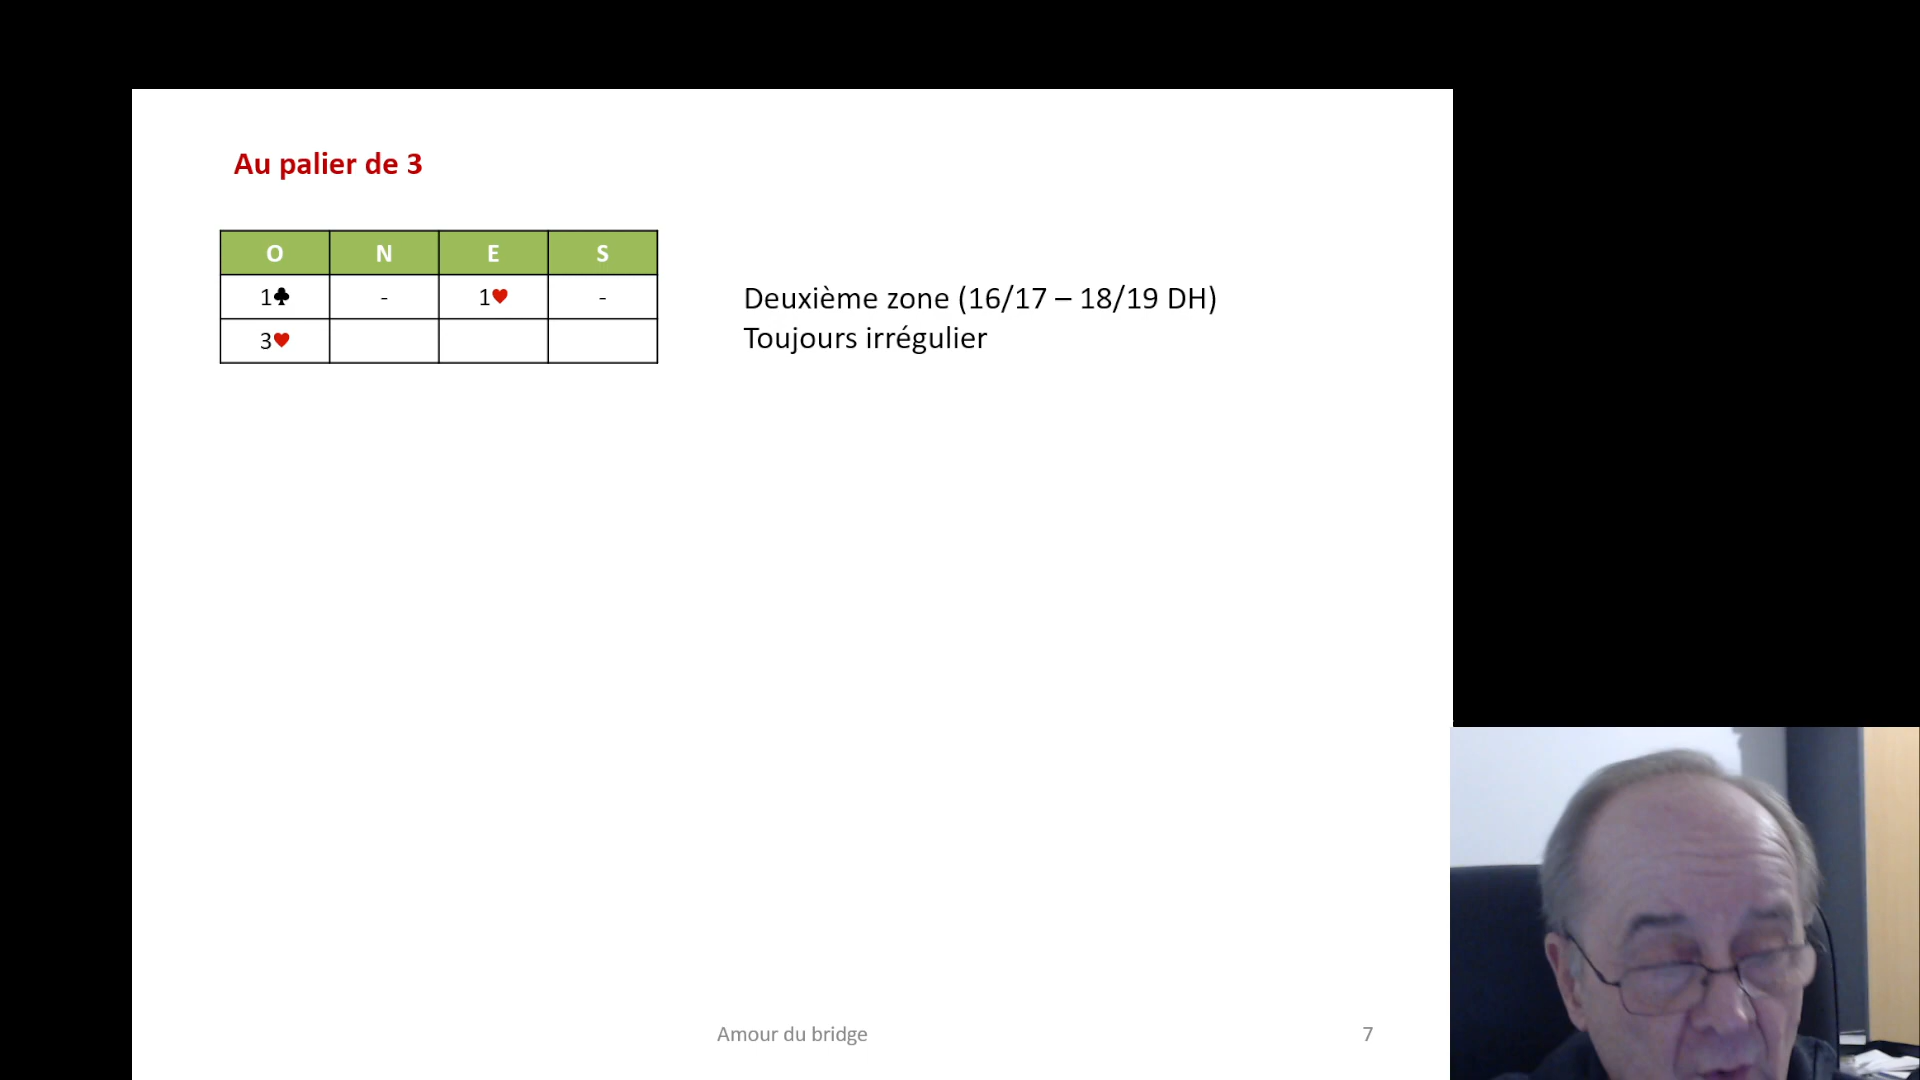 Au palier de 3
O N E S
1♣ - 1♥ -
3♥
Deuxième zone (16/17 – 18/19 DH)
Toujours irrégulier
Amour du bridge
7